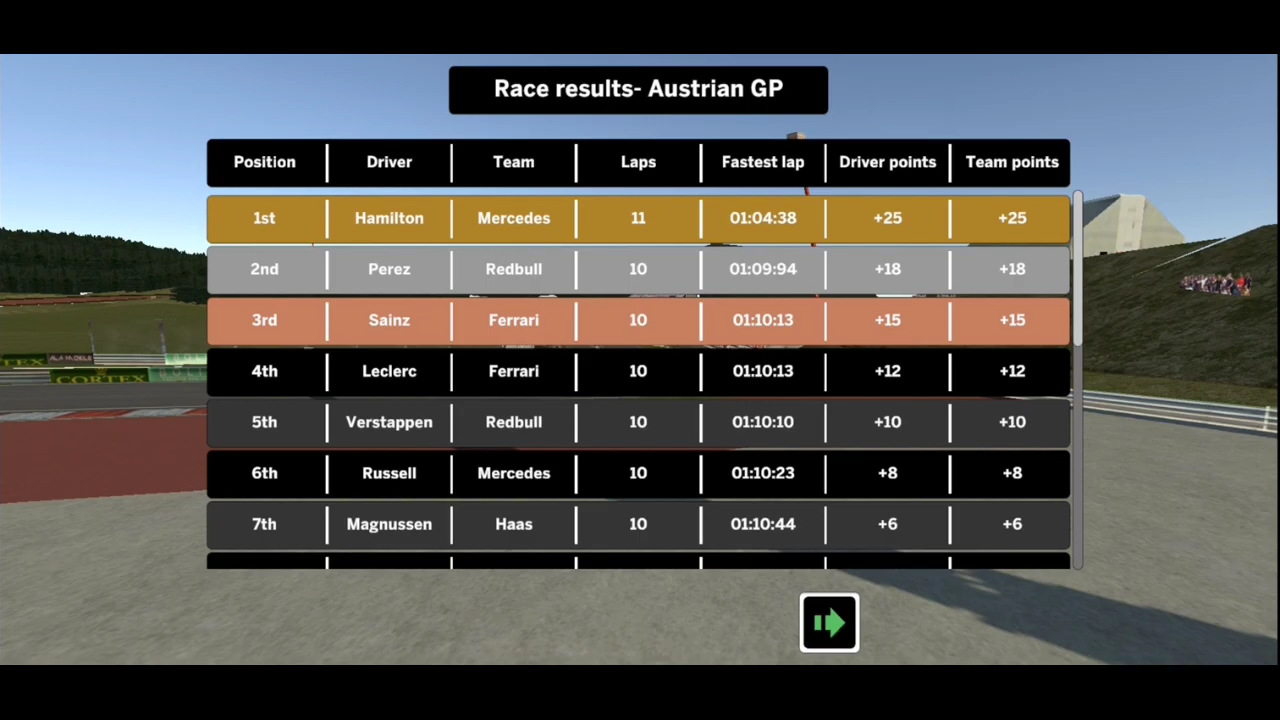 Race results- Austrian GP
Position Driver Team Laps Fastest lap Driver points Team points
1st Hamilton Mercedes 11 01:04:38 +25 +25
2nd Perez Redbull 10 01:09:94 +18 +18
3rd Sainz Ferrari 10 01:10:13 +15 +15
4th Leclerc Ferrari 10 01:10:13 +12 +12
5th Verstappen Redbull 10 01:10:10 +10 +10
6th Russell Mercedes 10 01:10:23 +8 +8
7th Magnussen Haas 10 01:10:44 +6 +6
CORTEX